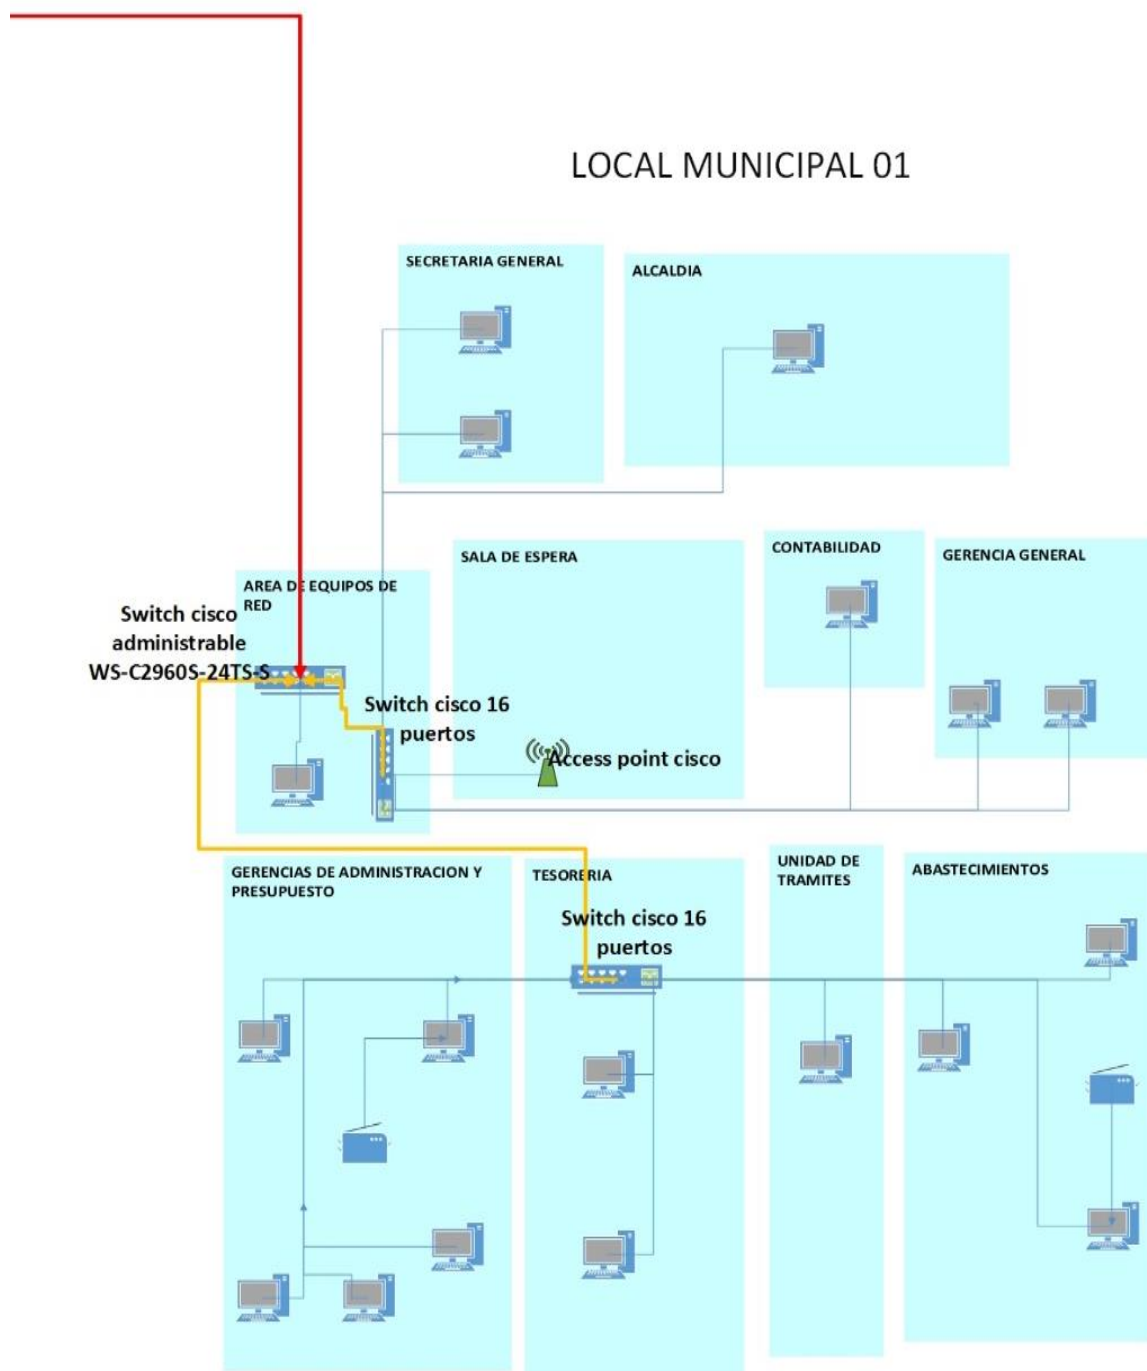 LOCAL MUNICIPAL 01
SECRETARIA GENERAL
ALCALDIA
SALA DE ESPERA
CONTABILIDAD
GERENCIA GENERAL
AREA DE EQUIPOS DE
RED
Switch cisco
administrable
WS-C2960S-24TS-S
Switch cisco 16
puertos
Access point cisco
GERENCIAS DE ADMINISTRACION Y
PRESUPUESTO
TESORERIA
UNIDAD DE
TRAMITES
ABASTECIMIENTOS
Switch cisco 16
puertos